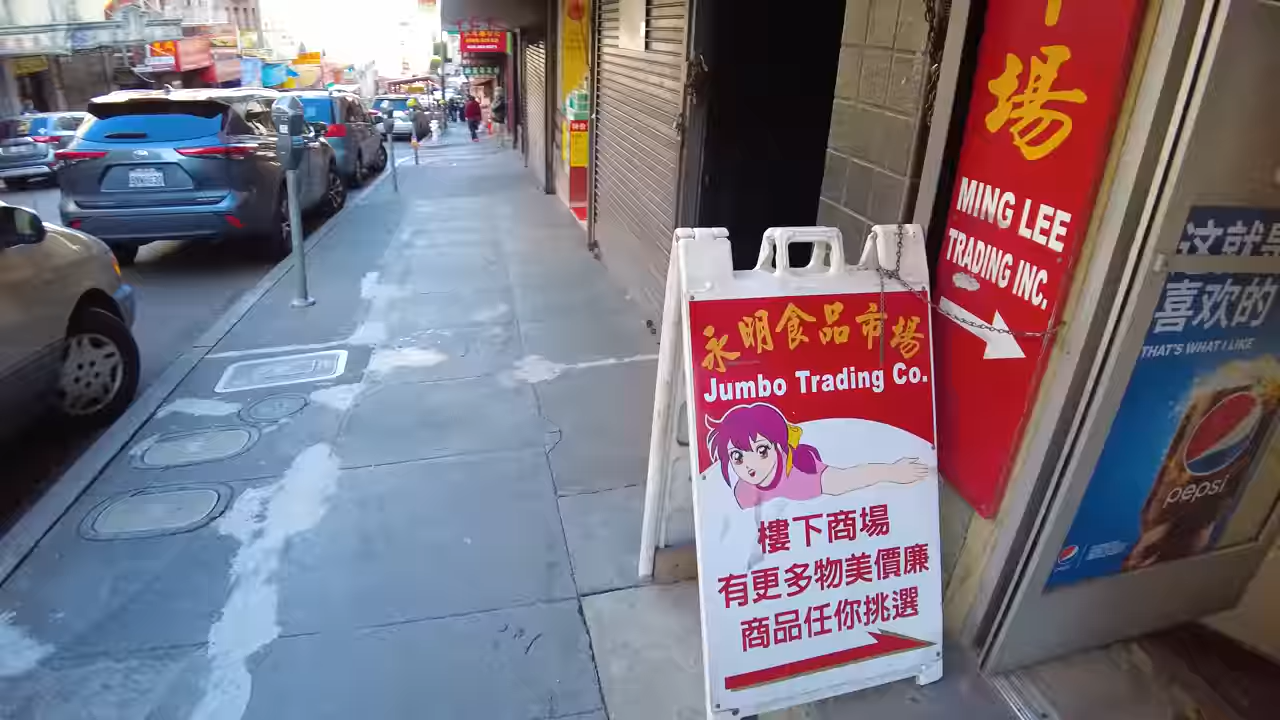 永明食品市場
Jumbo Trading Co.
樓下商場
有更多物美價廉
商品任你挑選
場
MING LEE
TRADING INC.
这就是
喜欢的
THAT'S WHAT I LIKE
pepsi